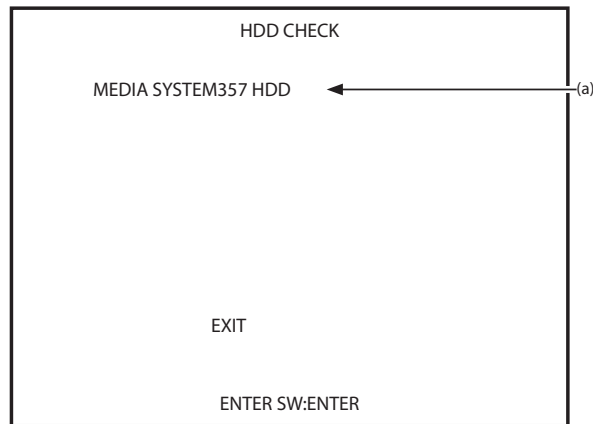 HDD CHECK
MEDIA SYSTEM357 HDD
(a)
EXIT
ENTER SW:ENTER